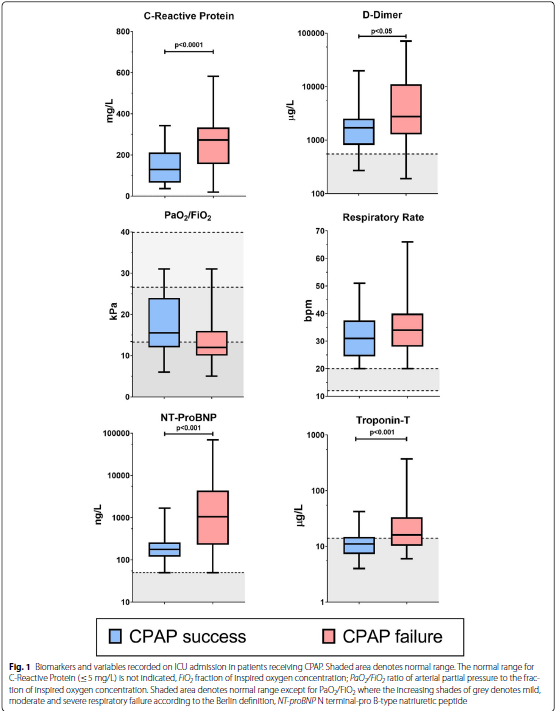 C-Reactive Protein
800
600
400
200
0
mg/L
p<0.0001
D-Dimer
100000
10000
1000
100
μg/L
p<0.05
PaO2/FiO2
40
30
20
10
0
kPa
Respiratory Rate
70
60
50
40
30
20
10
bpm
NT-ProBNP
100000
10000
1000
100
10
ng/L
p<0.001
Troponin-T
1000
100
10
1
μg/L
p<0.001
CPAP success
CPAP failure
Fig. 1 Biomarkers and variables recorded on ICU admission in patients receiving CPAP. Shaded area denotes normal range. The normal range for
C-Reactive Protein (≤ 5 mg/L) is not indicated, FiO2 fraction of inspired oxygen concentration; PaO2/FiO2 ratio of arterial partial pressure to the frac-
tion of inspired oxygen concentration. Shaded area denotes normal range except for PaO2/FiO2 where the increasing shades of grey denotes mild,
moderate and severe respiratory failure according to the Berlin definition, NT-proBNP N terminal-pro B-type natriuretic peptide